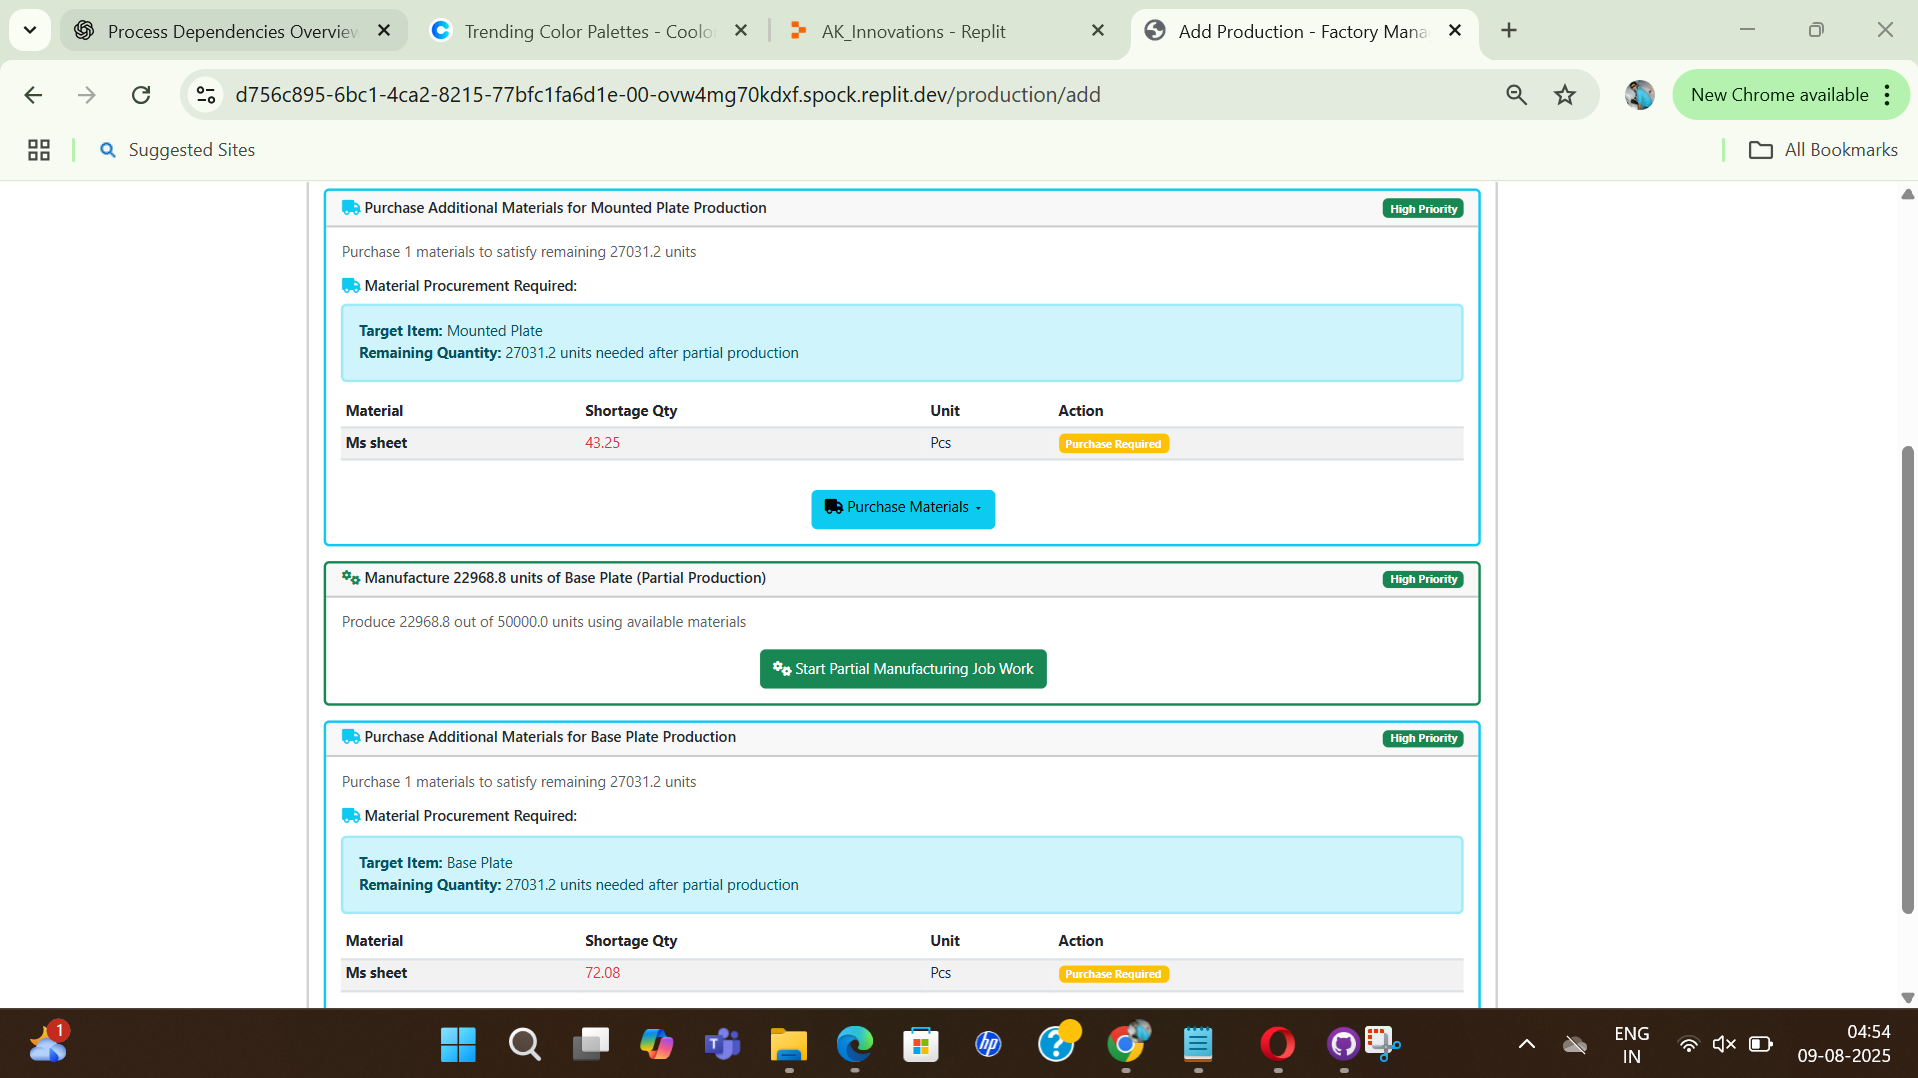 Process Dependencies Overview
Trending Color Palettes - Coolo
AK_Innovations - Replit
Add Production - Factory Mana
d756c895-6bc1-4ca2-8215-77bfc1fa6d1e-00-ovw4mg70kdxf.spock.replit.dev/production/add
New Chrome available
Suggested Sites
All Bookmarks
Purchase Additional Materials for Mounted Plate Production
High Priority
Purchase 1 materials to satisfy remaining 27031.2 units
Material Procurement Required:
Target Item: Mounted Plate
Remaining Quantity: 27031.2 units needed after partial production
Material Shortage Qty Unit Action
Ms sheet 43.25 Pcs Purchase Required
Purchase Materials
Manufacture 22968.8 units of Base Plate (Partial Production)
High Priority
Produce 22968.8 out of 50000.0 units using available materials
Start Partial Manufacturing Job Work
Purchase Additional Materials for Base Plate Production
High Priority
Purchase 1 materials to satisfy remaining 27031.2 units
Material Procurement Required:
Target Item: Base Plate
Remaining Quantity: 27031.2 units needed after partial production
Material Shortage Qty Unit Action
Ms sheet 72.08 Pcs Purchase Required
1
hp
ENG
IN
04:54
09-08-2025